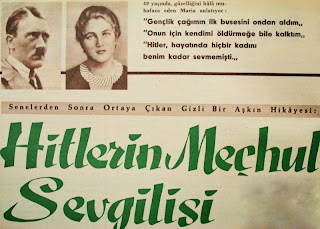 49 yaşında, güzelliğini hâlâ mu-
hafaza eden Maria anlatıyor:
"Gençlik çağımın ilk busesini ondan aldım,,
"Onun için kendimi öldürmeğe bile kalktım,,
"Hitler, hayatında hiçbir kadını
benim kadar sevmemişti.,,
Senelerden Sonra Ortaya Çıkan Gizli Bir Aşkın Hikâyesi:
Hitlerin Meçhul
Sevgilisi